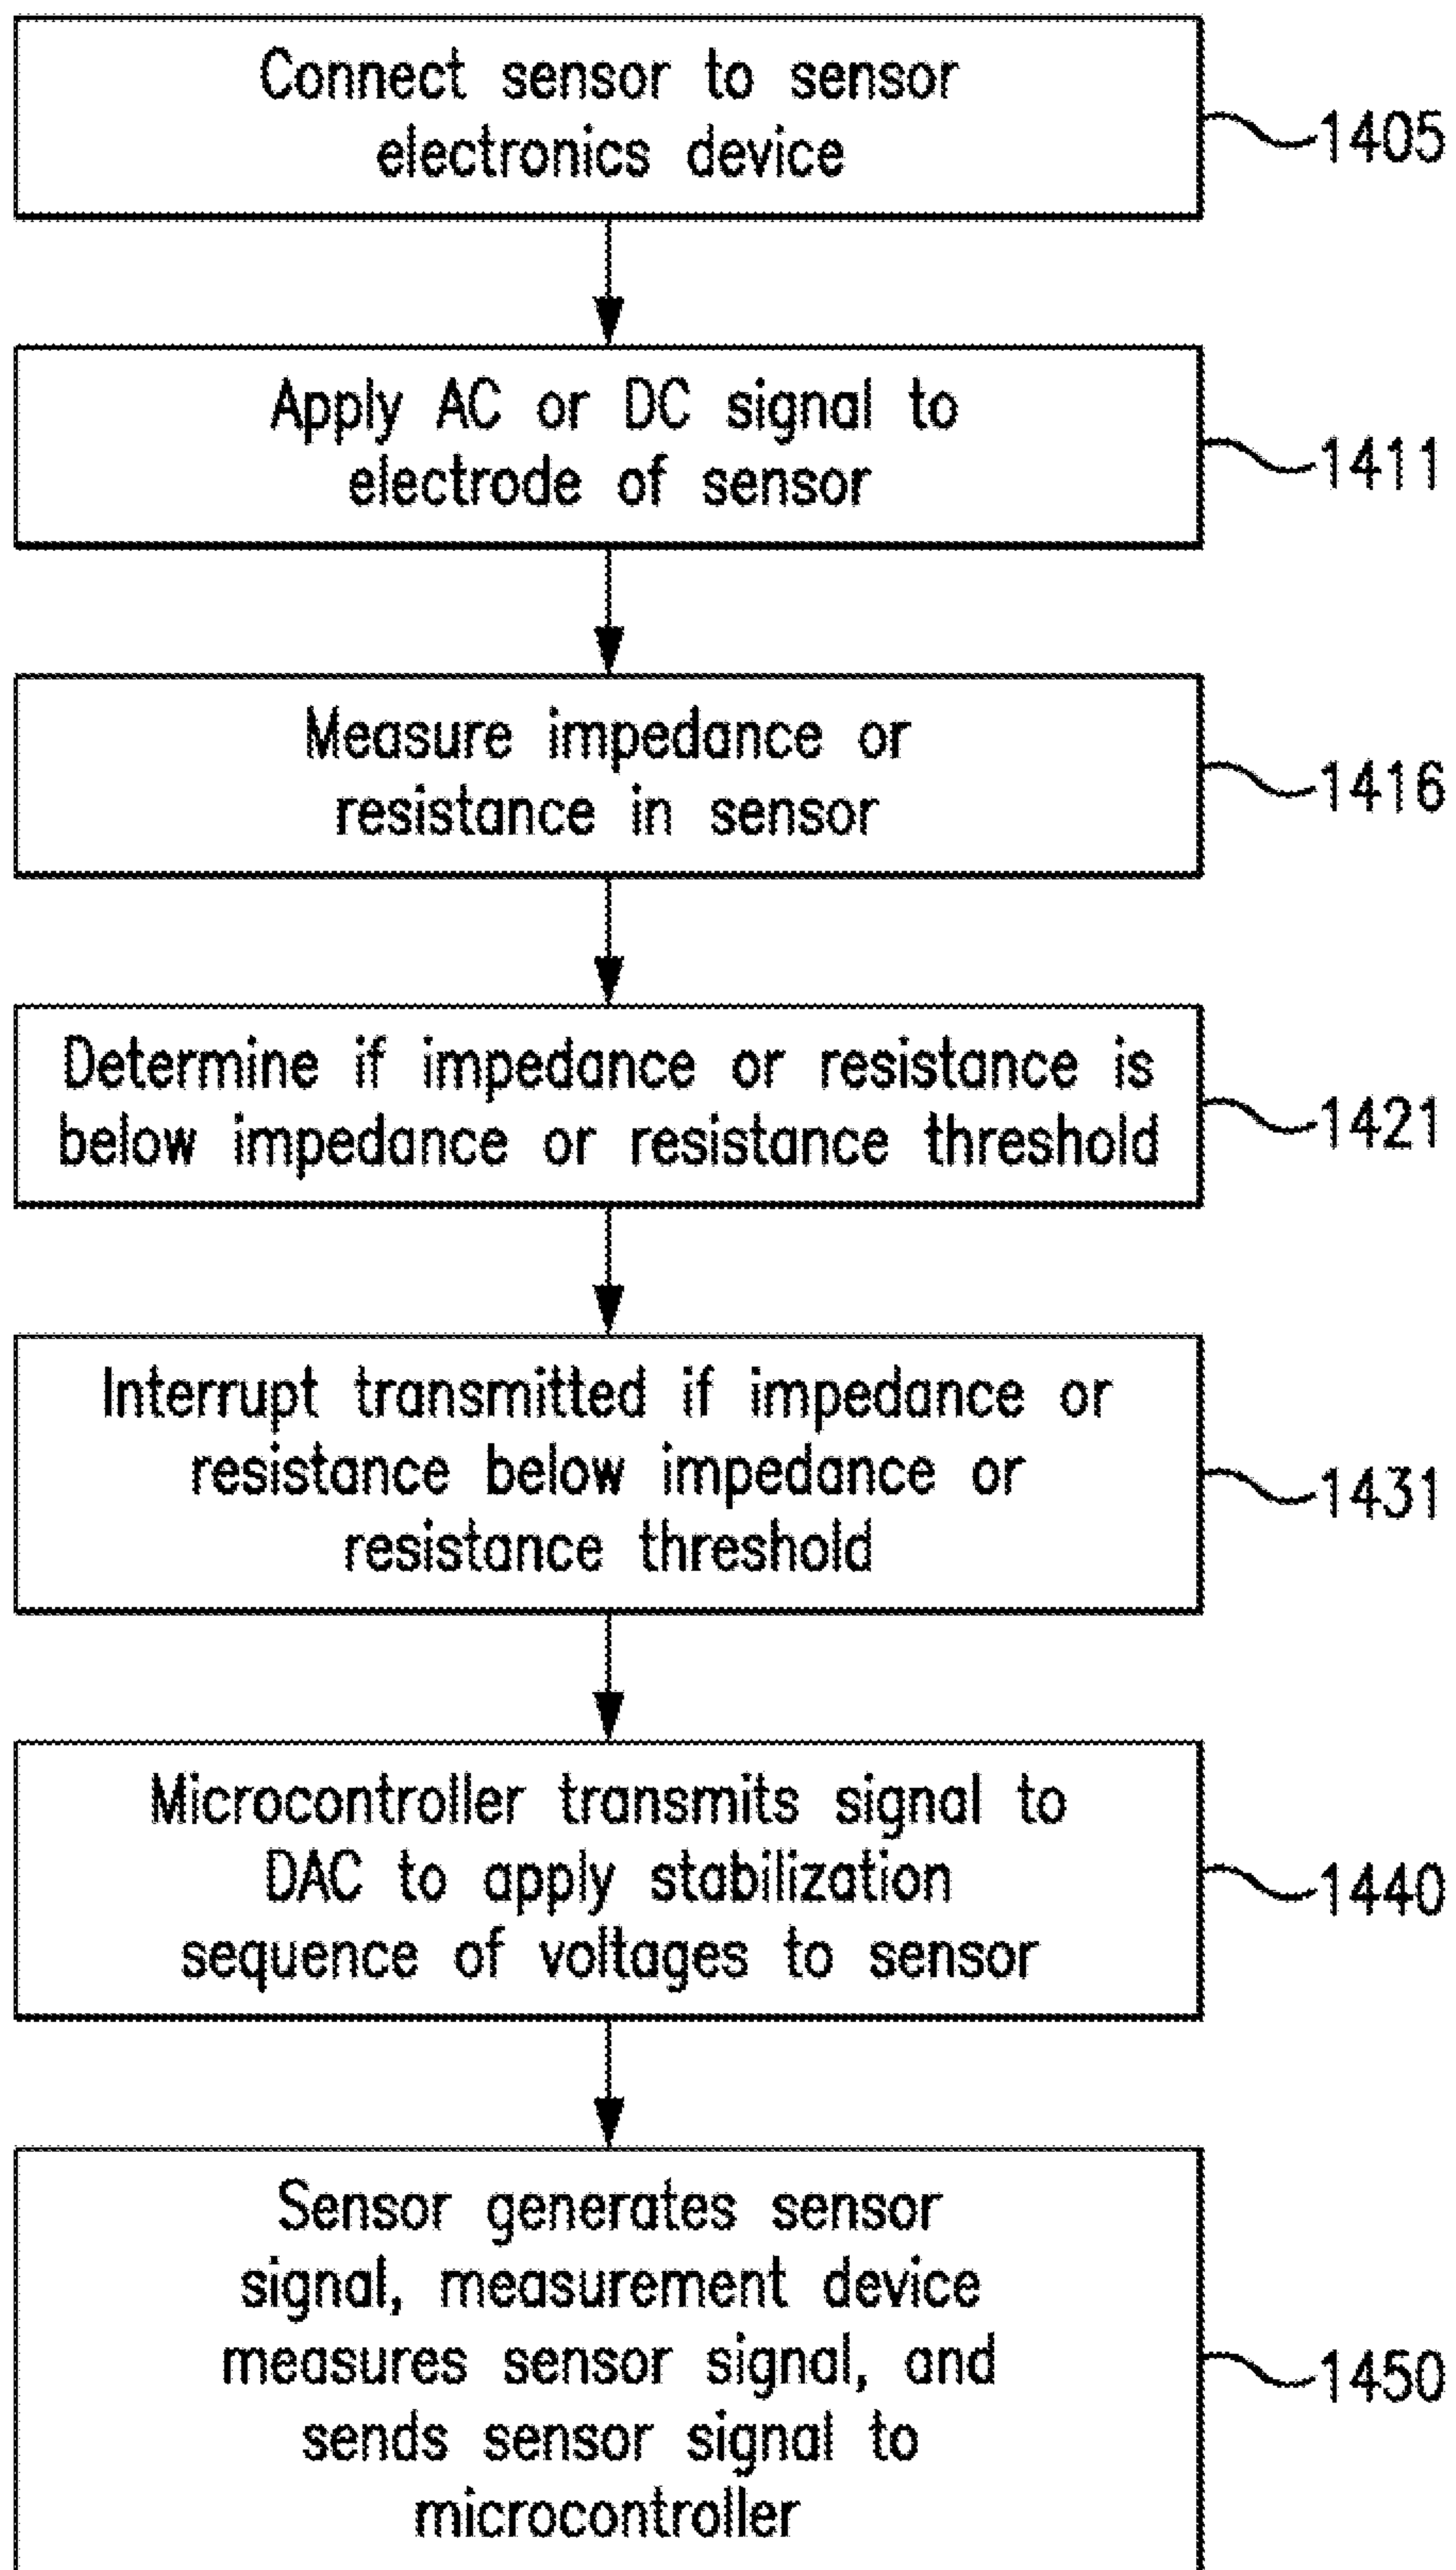 Connect sensor to sensor
electronics device
1405
Apply AC or DC signal to
electrode of sensor
1411
Measure impedance or
resistance in sensor
1416
Determine if impedance or resistance is
below impedance or resistance threshold
1421
Interrupt transmitted if impedance or
resistance below impedance or
resistance threshold
1431
Microcontroller transmits signal to
DAC to apply stabilization
sequence of voltages to sensor
1440
Sensor generates sensor
signal, measurement device
measures sensor signal, and
sends sensor signal to
microcontroller
1450